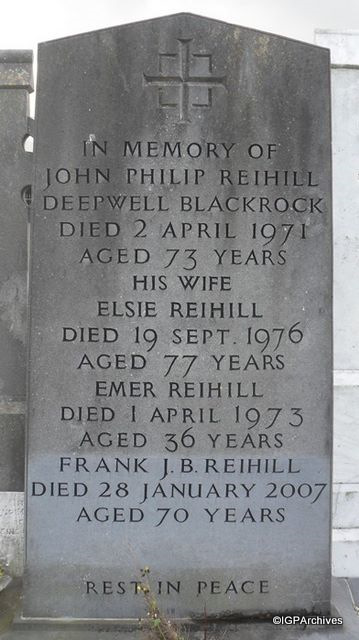 IN MEMORY OF
JOHN PHILIP REIHILL
DEEPWELL BLACKROCK
DIED 2 APRIL 1971
AGED 73 YEARS
HIS WIFE
ELSIE REIHILL
DIED 19 SEPT. 1976
AGED 77 YEARS
EMER REIHILL
DIED 1 APRIL 1973
AGED 36 YEARS
FRANK J.B. REIHILL
DIED 28 JANUARY 2007
AGED 70 YEARS
REST IN PEACE
©IGPArchives